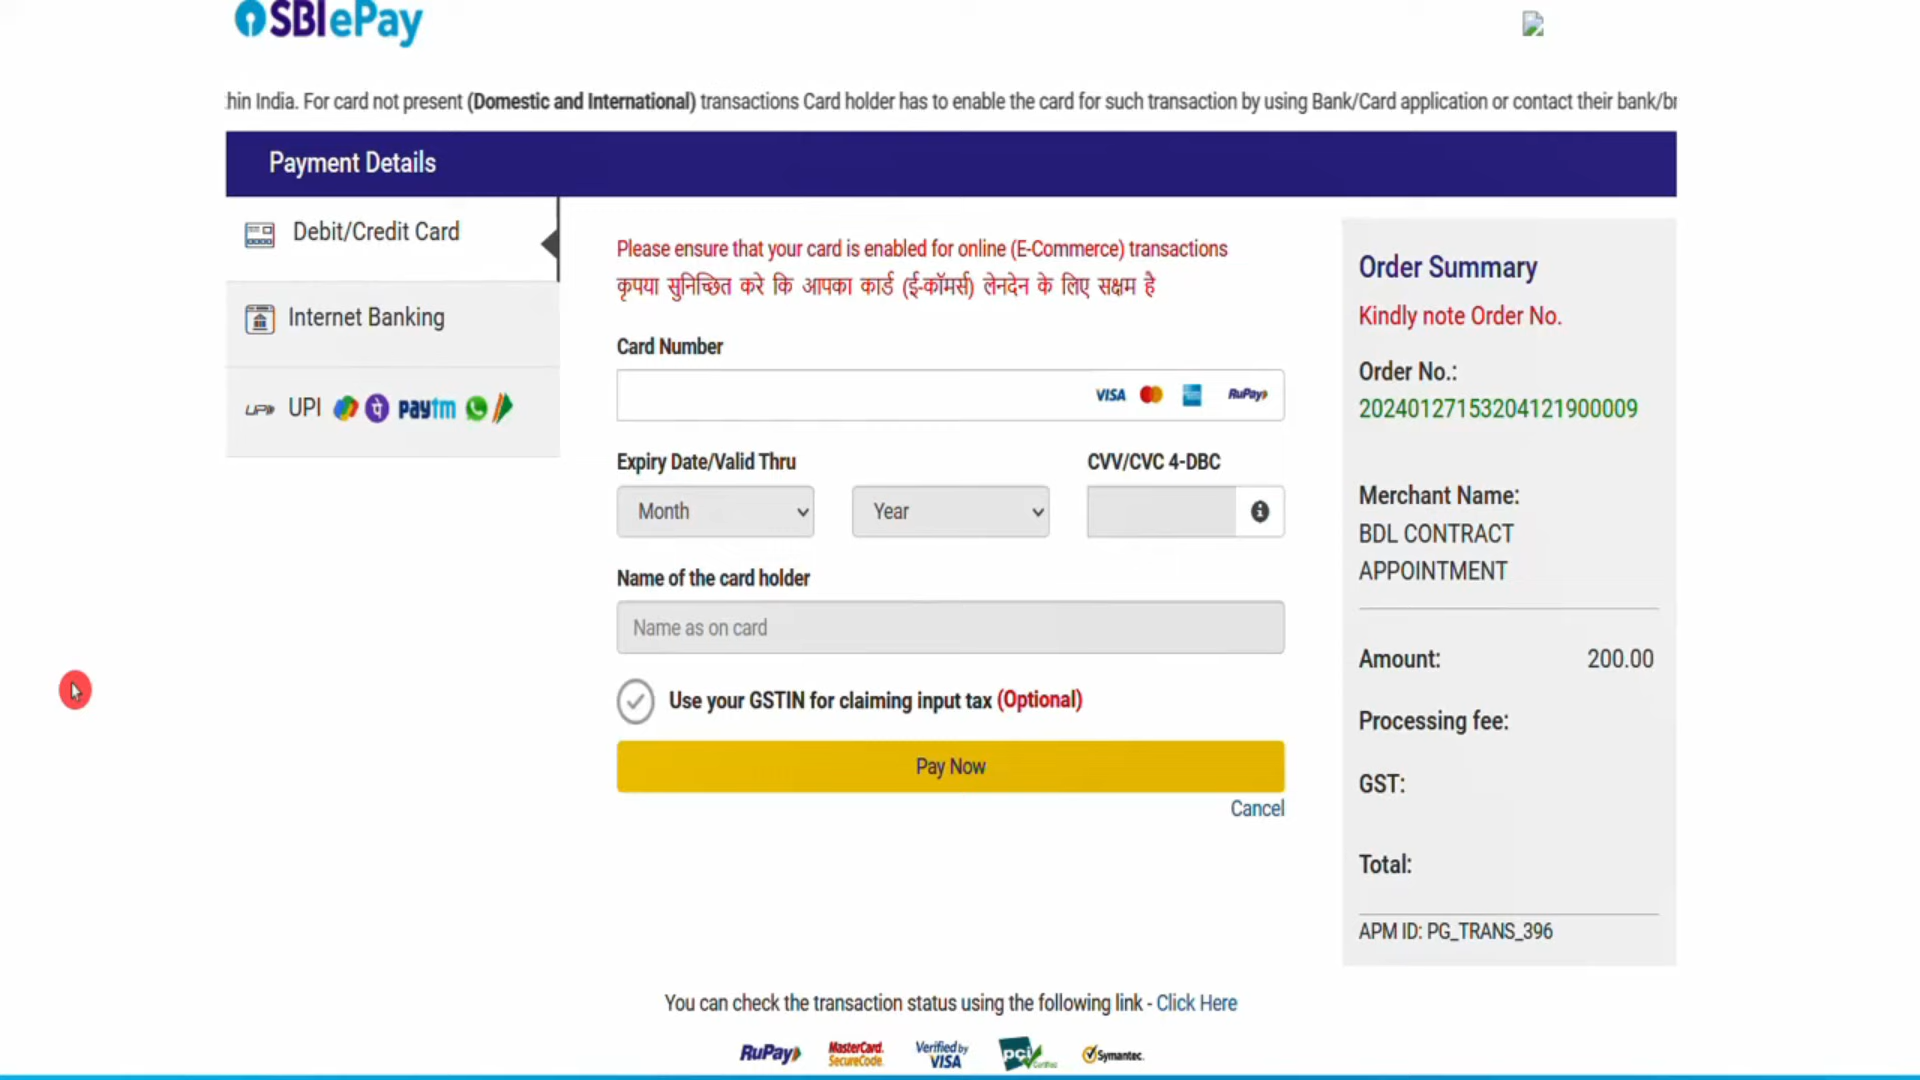 SBI ePay
hin India. For card not present (Domestic and International) transactions Card holder has to enable the card for such transaction by using Bank/Card application or contact their bank/br
Payment Details
Debit/Credit Card
Internet Banking
UPI UPI पे paytm
Please ensure that your card is enabled for online (E-Commerce) transactions
कृपया सुनिच्छित करे कि आपका कार्ड (ई-कॉमर्स) लेनदेन के लिए सक्षम है
Card Number
VISA RuPay
Expiry Date/Valid Thru
CVV/CVC 4-DBC
Month
Year
Name of the card holder
Name as on card
Use your GSTIN for claiming input tax (Optional)
Pay Now
Cancel
Order Summary
Kindly note Order No.
Order No.:
20240127153204121900009
Merchant Name:
BDL CONTRACT
APPOINTMENT
Amount: 200.00
Processing fee:
GST:
Total:
APM ID: PG_TRANS_396
You can check the transaction status using the following link - Click Here
RuPay
MasterCard.
SecureCode.
Verified by
VISA
pci
Certified
Symantec.